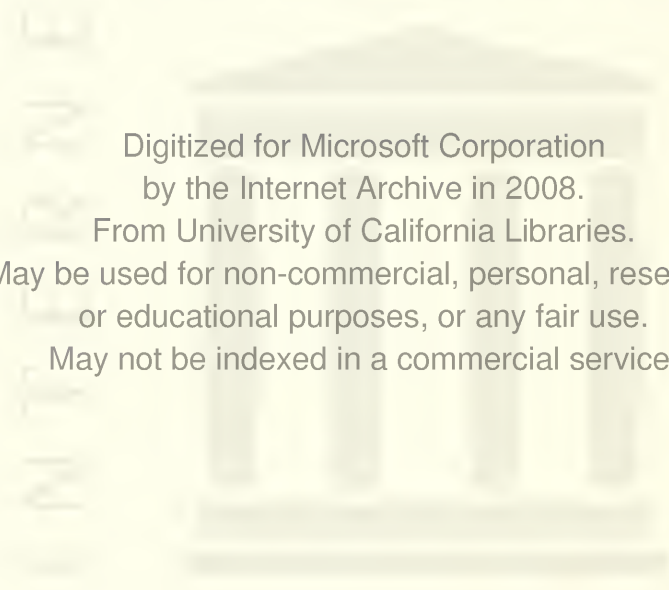 Digitized for Microsoft Corporation
by the Internet Archive in 2008.
From University of California Libraries.
May be used for non-commercial, personal,
or educational purposes, or any fair use.
May not be indexed in a commercial service